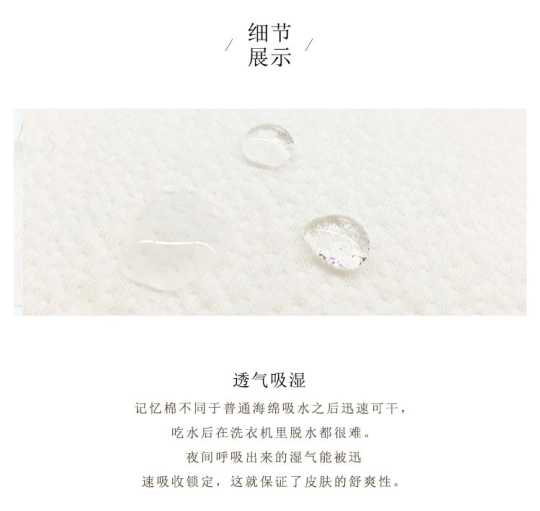 细节
展示
透气吸湿
记忆棉不同于普通海绵吸水之后迅速可干，
吃水后在洗衣机里脱水都很难。
夜间呼吸出来的湿气能被迅
速吸收锁定，这就保证了皮肤的舒爽性。